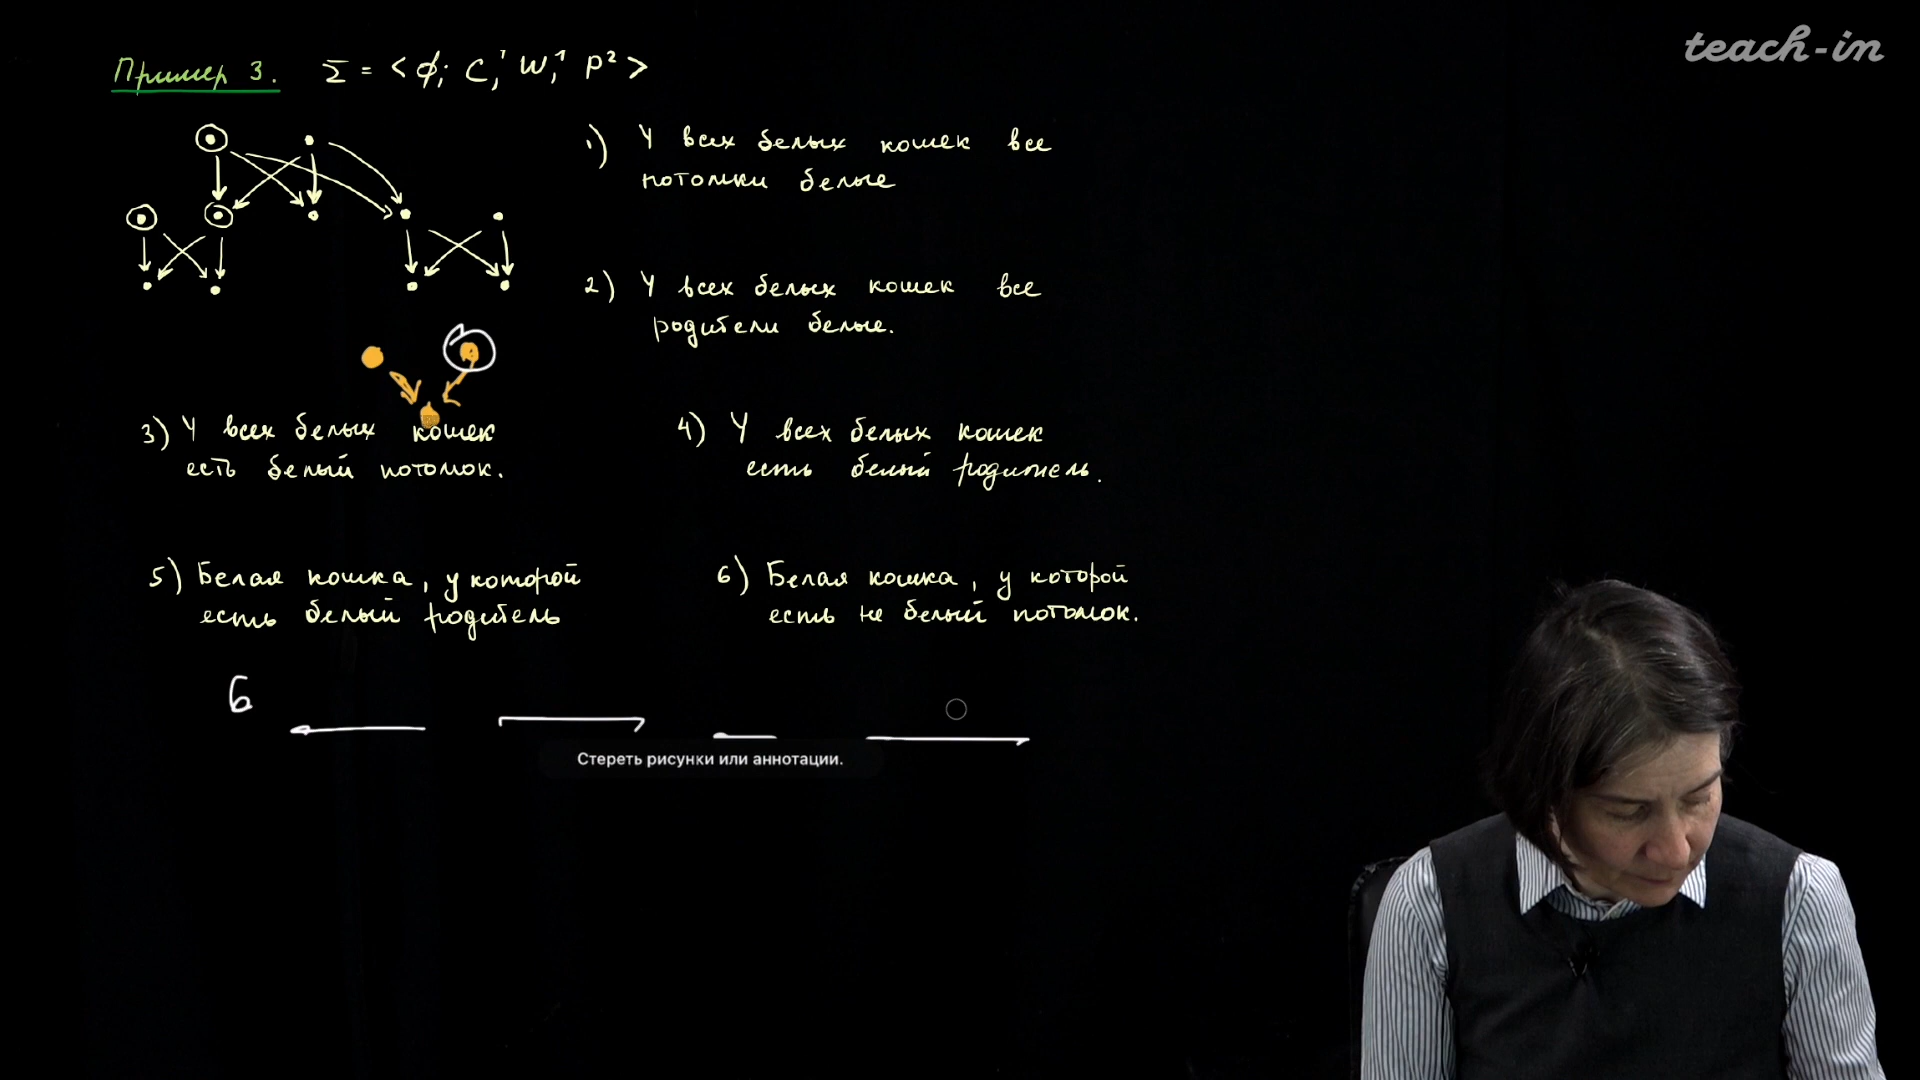 teach-in
Пример 3. Σ = <ϕ; C¹, W¹, P²>
1) У всех белых кошек все
потомки белые
2) У всех белых кошек все
родители белые.
3) У всех белых кошек
есть белый потомок.
4) У всех белых кошек
есть белый родитель.
5) Белая кошка, у которой
есть белый родитель
6) Белая кошка, у которой
есть не белый потомок.
6
Стереть рисунки или аннотации.